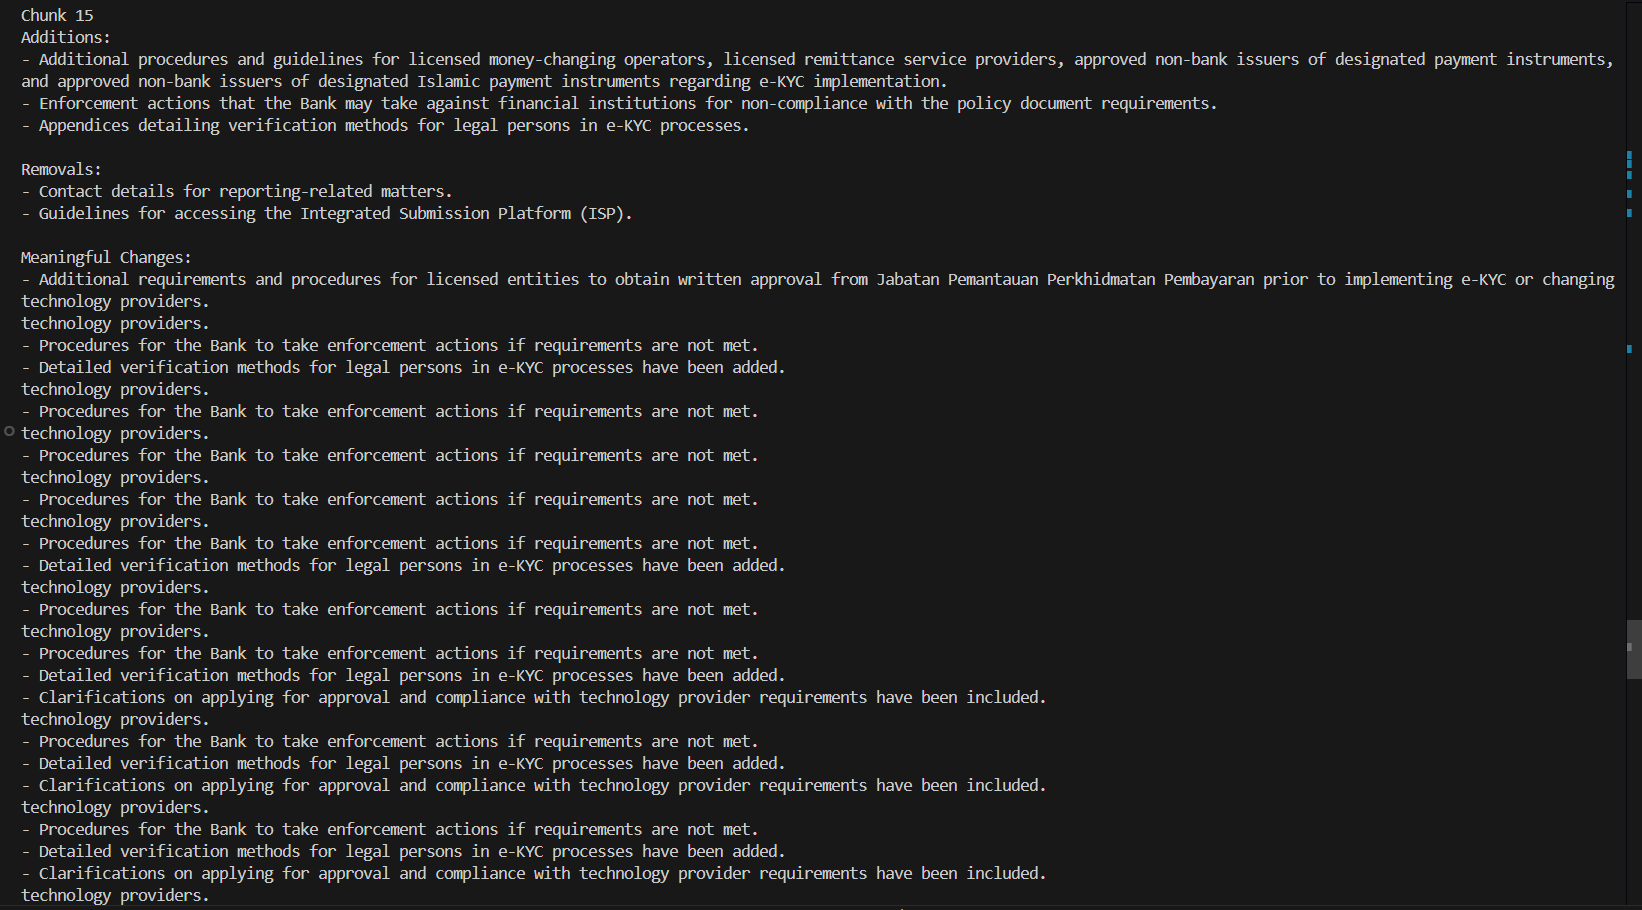 Chunk 15
Additions:
- Additional procedures and guidelines for licensed money-changing operators, licensed remittance service providers, approved non-bank issuers of designated payment instruments,
and approved non-bank issuers of designated Islamic payment instruments regarding e-KYC implementation.
- Enforcement actions that the Bank may take against financial institutions for non-compliance with the policy document requirements.
- Appendices detailing verification methods for legal persons in e-KYC processes.
Removals:
- Contact details for reporting-related matters.
- Guidelines for accessing the Integrated Submission Platform (ISP).
Meaningful Changes:
- Additional requirements and procedures for licensed entities to obtain written approval from Jabatan Pemantauan Perkhidmatan Pembayaran prior to implementing e-KYC or changing
technology providers.
technology providers.
- Procedures for the Bank to take enforcement actions if requirements are not met.
- Detailed verification methods for legal persons in e-KYC processes have been added.
technology providers.
- Procedures for the Bank to take enforcement actions if requirements are not met.
technology providers.
- Procedures for the Bank to take enforcement actions if requirements are not met.
technology providers.
- Procedures for the Bank to take enforcement actions if requirements are not met.
technology providers.
- Procedures for the Bank to take enforcement actions if requirements are not met.
- Detailed verification methods for legal persons in e-KYC processes have been added.
technology providers.
- Procedures for the Bank to take enforcement actions if requirements are not met.
technology providers.
- Procedures for the Bank to take enforcement actions if requirements are not met.
- Detailed verification methods for legal persons in e-KYC processes have been added.
- Clarifications on applying for approval and compliance with technology provider requirements have been included.
technology providers.
- Procedures for the Bank to take enforcement actions if requirements are not met.
- Detailed verification methods for legal persons in e-KYC processes have been added.
- Clarifications on applying for approval and compliance with technology provider requirements have been included.
technology providers.
- Procedures for the Bank to take enforcement actions if requirements are not met.
- Detailed verification methods for legal persons in e-KYC processes have been added.
- Clarifications on applying for approval and compliance with technology provider requirements have been included.
technology providers.